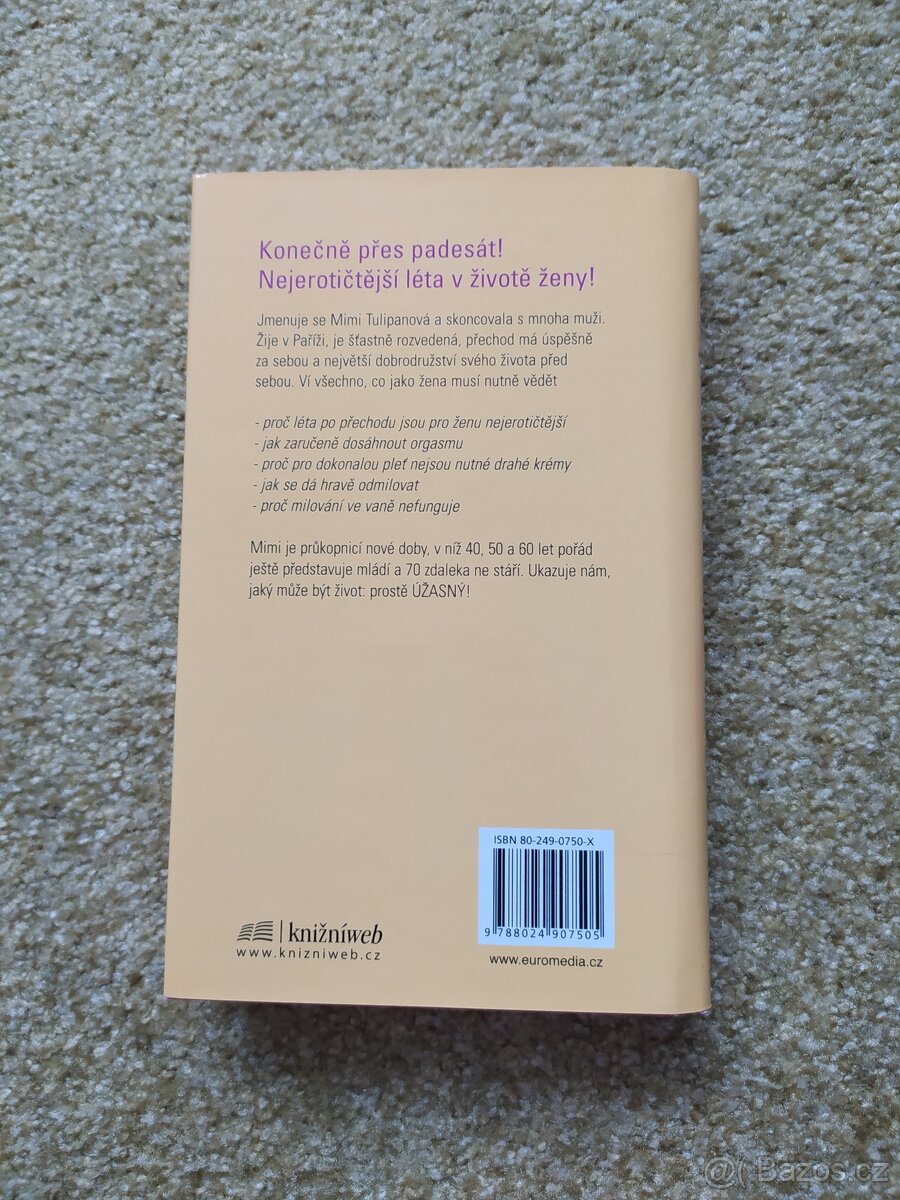 Konečně přes padesát!
Nejerotičtější léta v životě ženy!
Jmenuje se Mimi Tulipanová a skoncovala s mnoha muži.
Žije v Paříži, je šťastně rozvedená, přechod má úspěšně
za sebou a největší dobrodružství svého života před
sebou. Ví všechno, co jako žena musí nutně vědět
- proč léta po přechodu jsou pro ženu nejerotičtější
- jak zaručeně dosáhnout orgasmu
- proč pro dokonalou pleť nejsou nutné drahé krémy
- jak se dá hravě odmilovat
- proč milování ve vaně nefunguje
Mimi je průkopnicí nové doby, v níž 40, 50 a 60 let pořád
ještě představuje mládí a 70 zdaleka ne stáří. Ukazuje nám,
jaký může být život: prostě ÚŽASNÝ!
ISBN 80-249-0750-X
9 788024 907505
www.euromedia.cz
knižníweb
www.knizniweb.cz
@( Bazos.cz